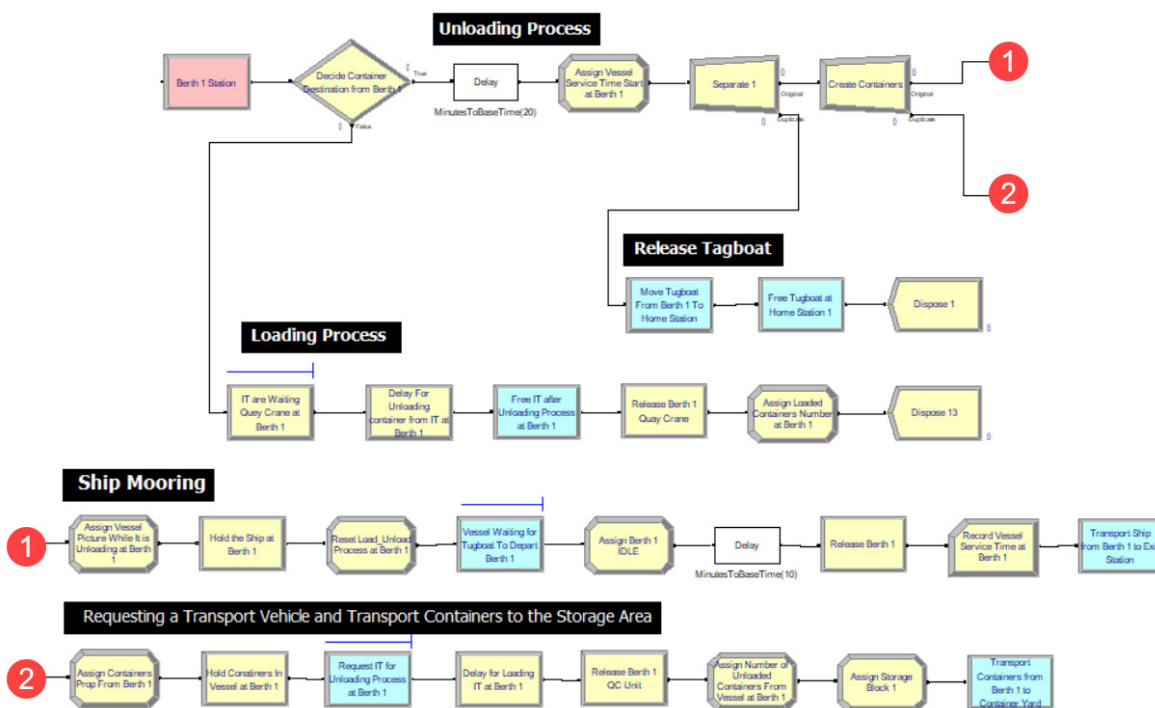 Unloading Process
Berth 1 Station
Decide Container
Destination from Berth 1
True
False
Delay
MinutesToBaseTime(20)
Assign Vessel
Service Time Start
at Berth 1
Separate 1
Original
Duplicate
Create Containers
Original
Duplicate
1
2
Release Tagboat
Move Tugboat
From Berth 1 To
Home Station
Free Tugboat at
Home Station 1
Dispose 1
Loading Process
IT are Waiting
Quey Crane at
Berth 1
Delay For
Unloading
container from IT at
Berth 1
Free IT after
Unloading Process
at Berth 1
Release Berth 1
Quay Crane
Assign Loaded
Containers Number
at Berth 1
Dispose 13
Ship Mooring
1
Assign Vessel
Picture While It is
Unloading at Berth
1
Hold the Ship at
Berth 1
Reset Load_Unload
Process at Berth 1
Vessel Waiting for
Tugboat To Depart
Berth 1
Assign Berth 1
IDLE
Delay
MinutesToBaseTime(10)
Release Berth 1
Record Vessel
Service Time at
Berth 1
Transport Ship
from Berth 1 to Exit
Station
Requesting a Transport Vehicle and Transport Containers to the Storage Area
2
Assign Containers
Prop From Berth 1
Hold Conatiners In
Vessel at Berth 1
Request IT for
Unloading Process
at Berth 1
Delay for Loading
IT at Berth 1
Release Berth 1
QC Unit
Assign Number of
Unloaded
Containers From
Vessel at Berth 1
Assign Storage
Block 1
Transport
Containers from
Berth 1 to
Container Yard